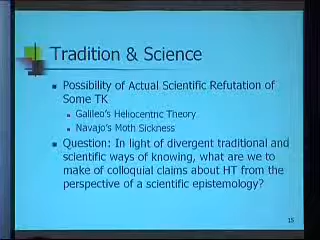 Tradition & Science
Possibility of Actual Scientific Refutation of
Some TK
Galileo's Heliocentric Theory
Navajo's Moth Sickness
Question: In light of divergent traditional and
scientific ways of knowing, what are we to
make of colloquial claims about HT from the
perspective of a scientific epistemology?
15